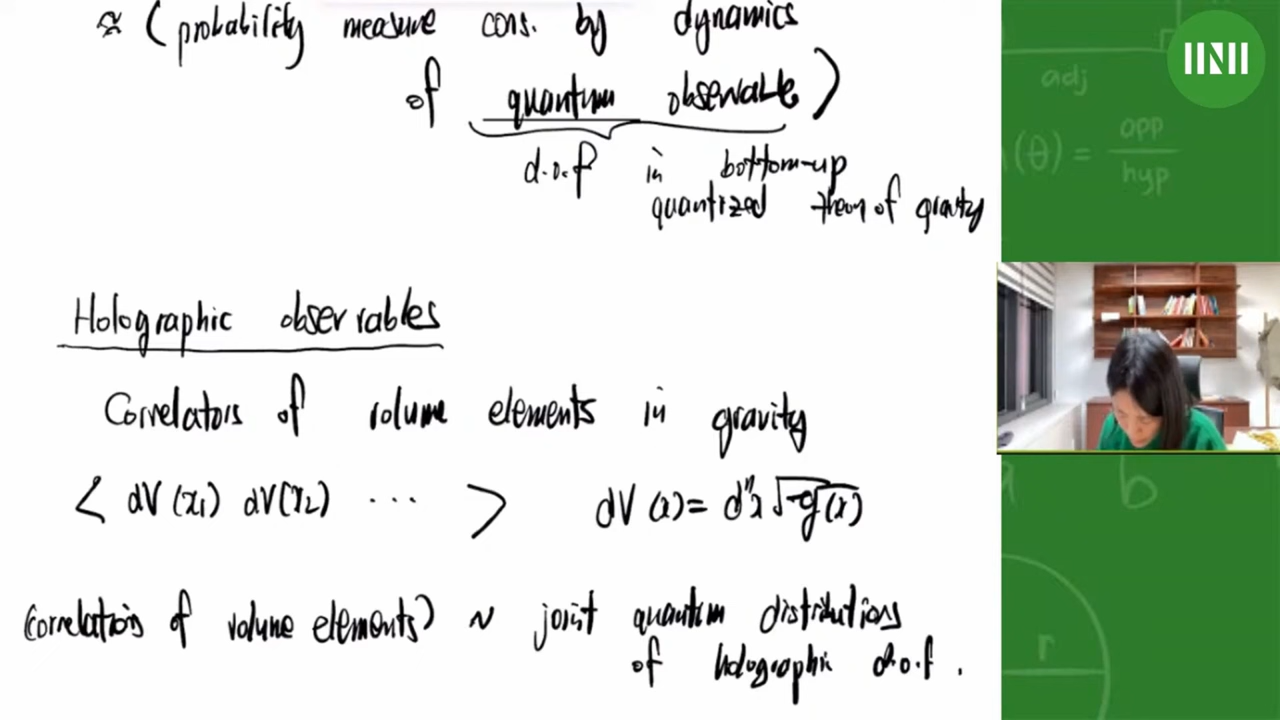 ≈ (probability measure cons. by dynamics
of quantum observable)
d.o.f in bottom-up
quantized theory of gravity
Holographic observables
Correlators of volume elements in gravity
< dV(x₁) dV(x₂) ... > dV(x) = dⁿx √-g(x)
(correlations of volume elements) ~ joint quantum distributions
of holographic d.o.f.
adj
(θ) = opp
hyp
b
r